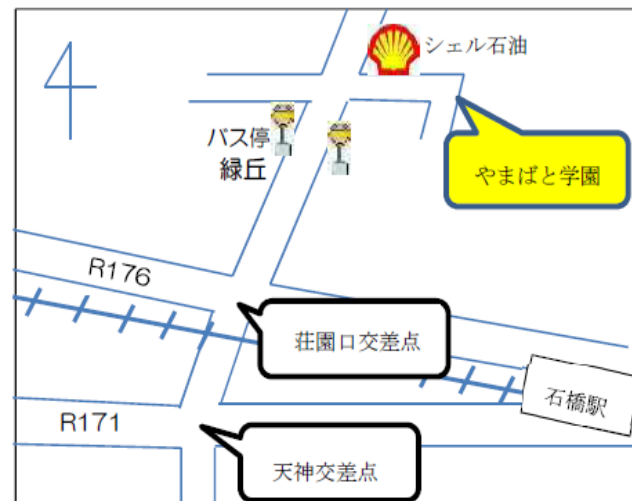 シェル石油
バス停
緑丘
やまばと学園
R176
荘園口交差点
石橋駅
R171
天神交差点